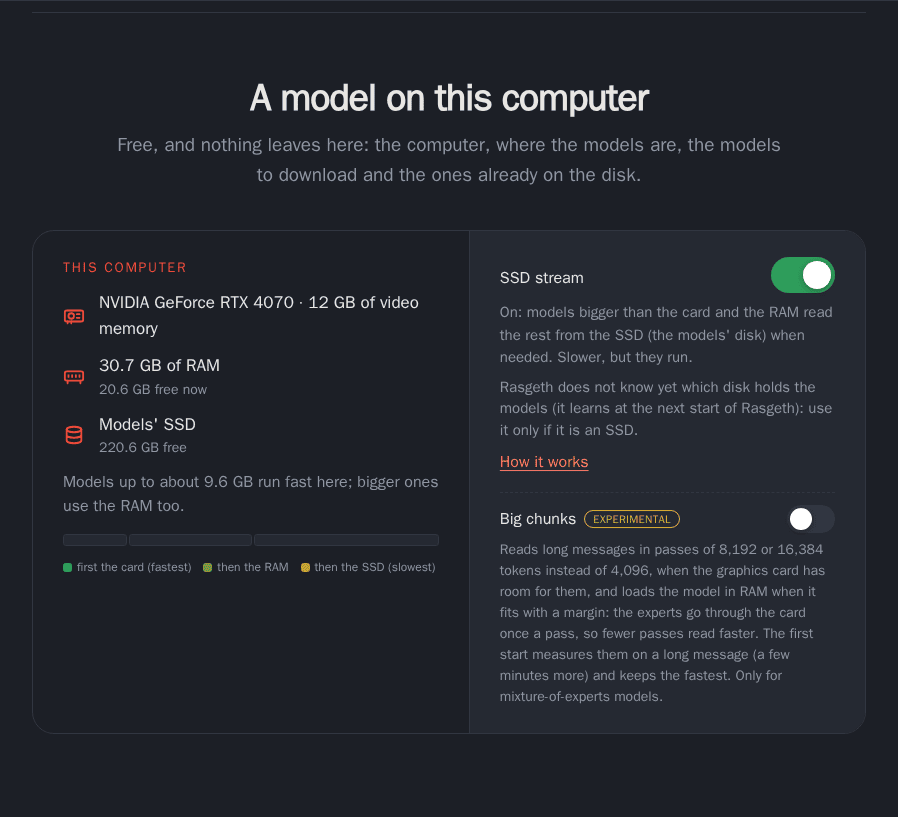 A model on this computer
Free, and nothing leaves here: the computer, where the models are, the models
to download and the ones already on the disk.
THIS COMPUTER
NVIDIA GeForce RTX 4070 · 12 GB of video
memory
30.7 GB of RAM
20.6 GB free now
Models' SSD
220.6 GB free
Models up to about 9.6 GB run fast here; bigger ones
use the RAM too.
first the card (fastest) then the RAM then the SSD (slowest)
SSD stream
On: models bigger than the card and the RAM read
the rest from the SSD (the models' disk) when
needed. Slower, but they run.
Rasgeth does not know yet which disk holds the
models (it learns at the next start of Rasgeth): use
it only if it is an SSD.
How it works
Big chunks EXPERIMENTAL
Reads long messages in passes of 8,192 or 16,384
tokens instead of 4,096, when the graphics card has
room for them, and loads the model in RAM when it
fits with a margin: the experts go through the card
once a pass, so fewer passes read faster. The first
start measures them on a long message (a few
minutes more) and keeps the fastest. Only for
mixture-of-experts models.